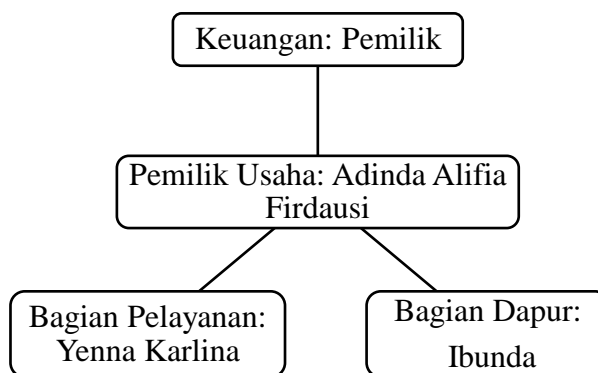 Keuangan: Pemilik
Pemilik Usaha: Adinda Alifia
Firdausi
Bagian Pelayanan:
Yenna Karlina
Bagian Dapur:
Ibunda